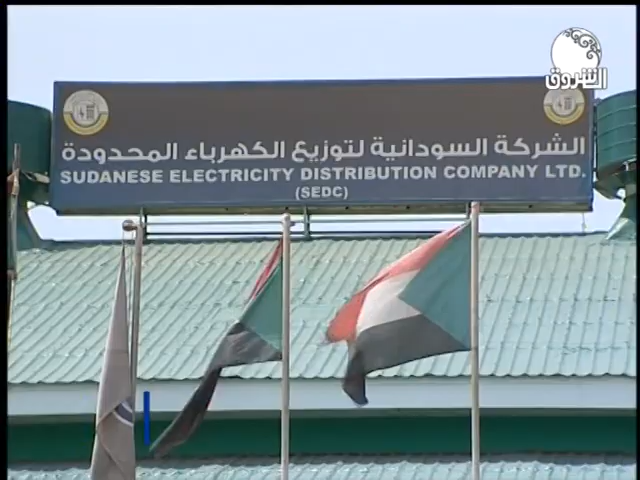 الشروق
الشركة السودانية لتوزيع الكهرباء المحدودة
SUDANESE ELECTRICITY DISTRIBUTION COMPANY LTD.
(SEDC)